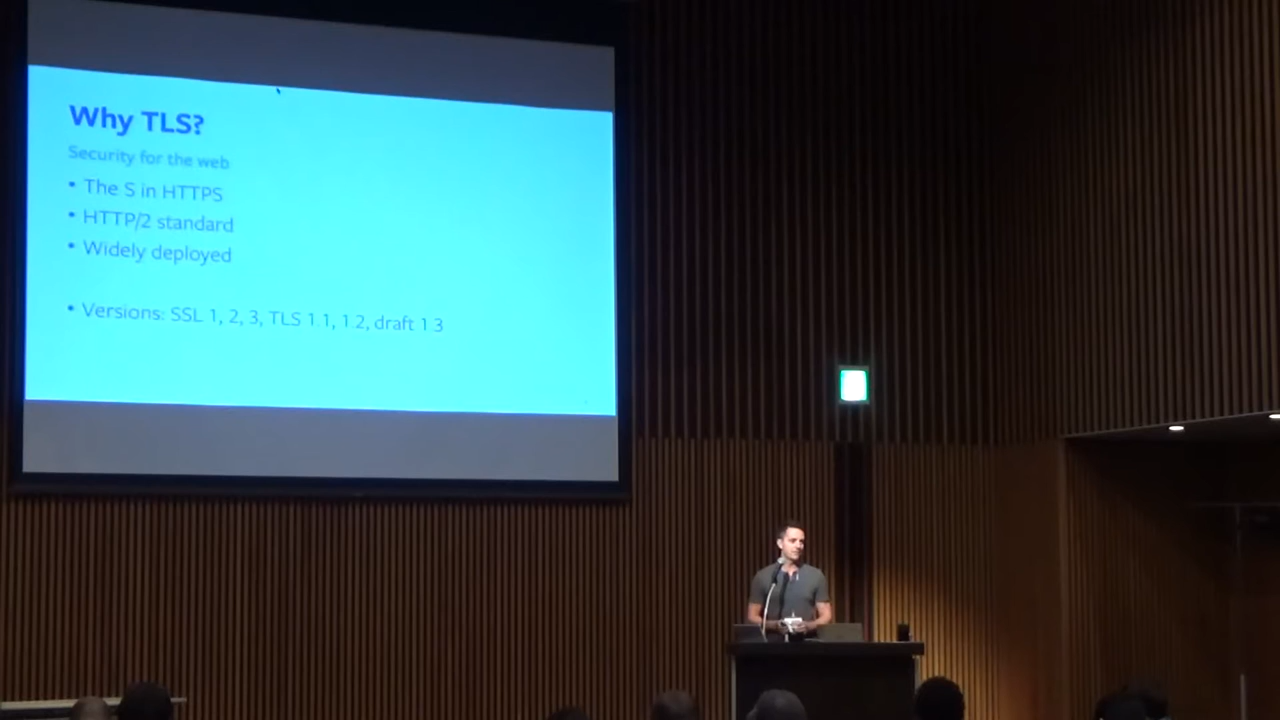 Why TLS?
Security for the web
• The S in HTTPS
• HTTP/2 standard
• Widely deployed
• Versions: SSL 1, 2, 3, TLS 1.1, 1.2, draft 1.3